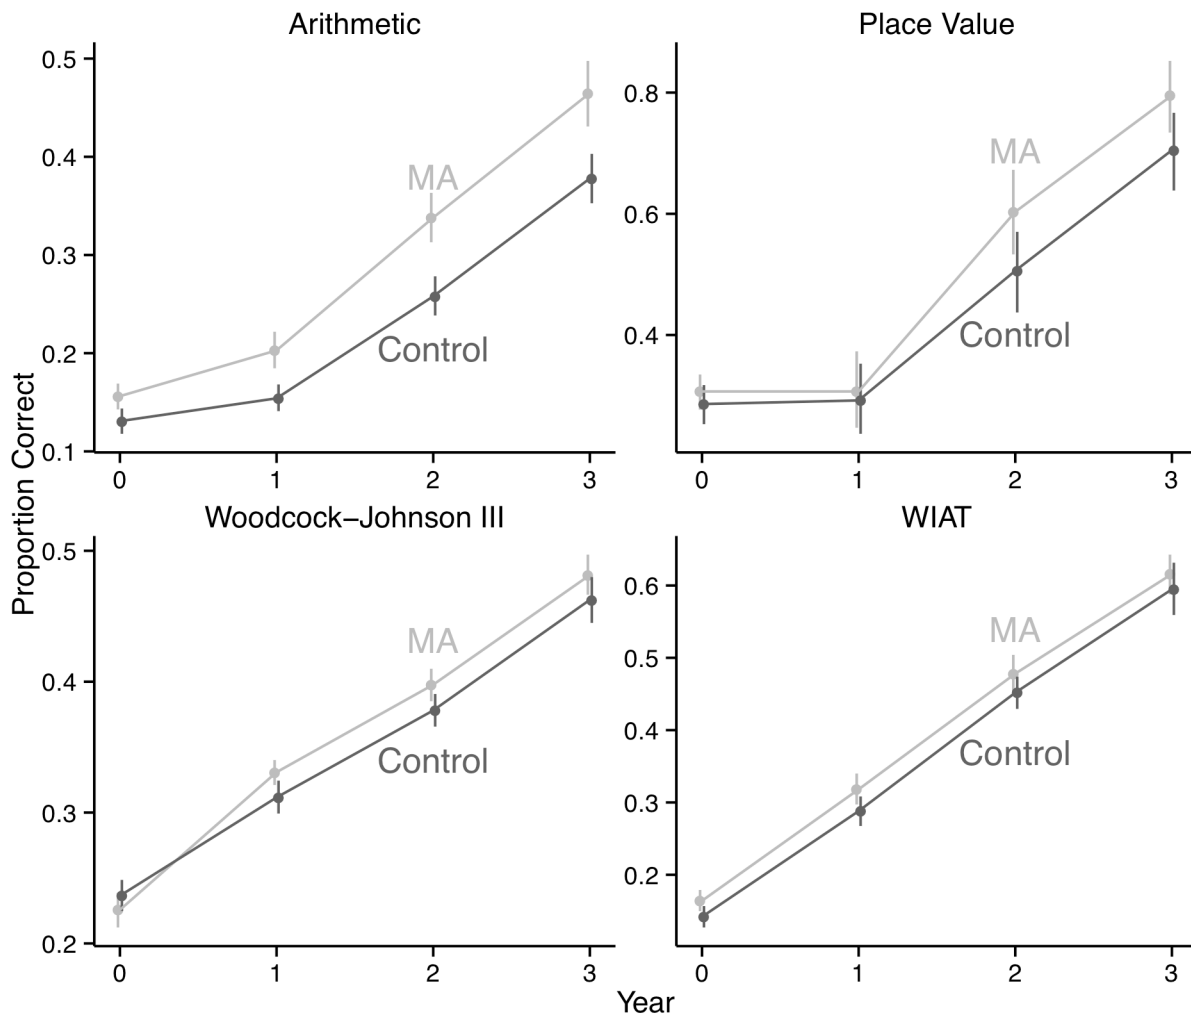 Arithmetic
0.5
0.4
0.3
0.2
0.1
MA
Control
0
1
2
3
Place Value
0.8
0.6
0.4
MA
Control
0
1
2
3
Proportion Correct
Woodcock–Johnson III
0.5
0.4
0.3
0.2
MA
Control
0
1
2
3
WIAT
0.6
0.5
0.4
0.3
0.2
MA
Control
0
1
2
3
Year